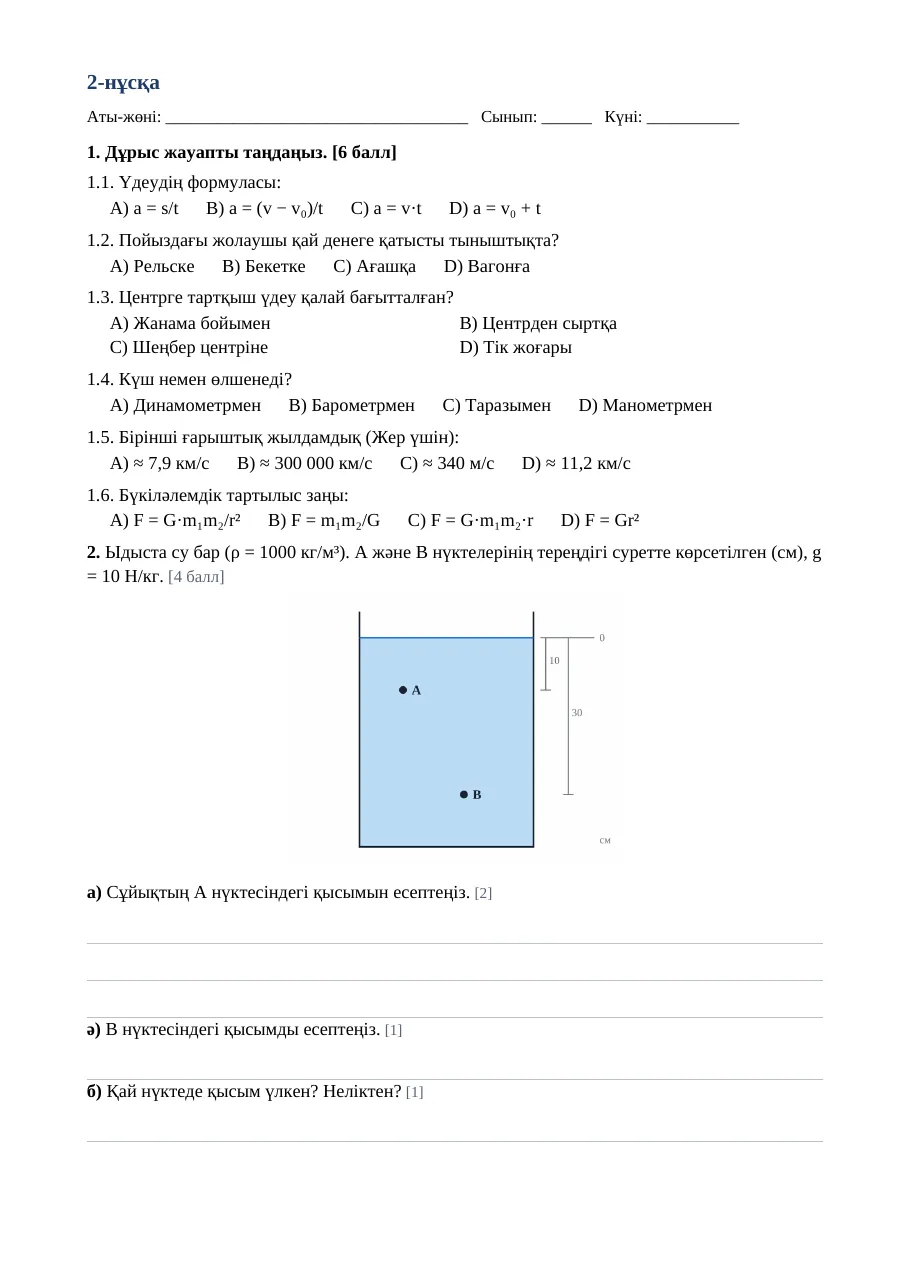 2-нұсқа
Аты-жөні: ____________________________________ Сынып: ______ Күні: ___________
1. Дұрыс жауапты таңдаңыз. [6 балл]
1.1. Үдеудің формуласы:
A) a = s/t B) a = (v − v₀)/t C) a = v·t D) a = v₀ + t
1.2. Пойыздағы жолаушы қай денеге қатысты тыныштықта?
A) Рельске B) Бекетке C) Ағашқа D) Вагонға
1.3. Центрге тартқыш үдеу қалай бағытталған?
A) Жанама бойымен B) Центрден сыртқа
C) Шеңбер центріне D) Тік жоғары
1.4. Күш немен өлшенеді?
A) Динамометрмен B) Барометрмен C) Таразымен D) Манометрмен
1.5. Бірінші ғарыштық жылдамдық (Жер үшін):
A) ≈ 7,9 км/с B) ≈ 300 000 км/с C) ≈ 340 м/с D) ≈ 11,2 км/с
1.6. Бүкіләлемдік тартылыс заңы:
A) F = G·m₁m₂/r² B) F = m₁m₂/G C) F = G·m₁m₂·r D) F = Gr²
2. Ыдыста су бар (ρ = 1000 кг/м³). А және В нүктелерінің тереңдігі суретте көрсетілген (см), g
= 10 Н/кг. [4 балл]
0
10
A
30
B
см
а) Сұйықтың А нүктесіндегі қысымын есептеңіз. [2]
ә) В нүктесіндегі қысымды есептеңіз. [1]
б) Қай нүктеде қысым үлкен? Неліктен? [1]